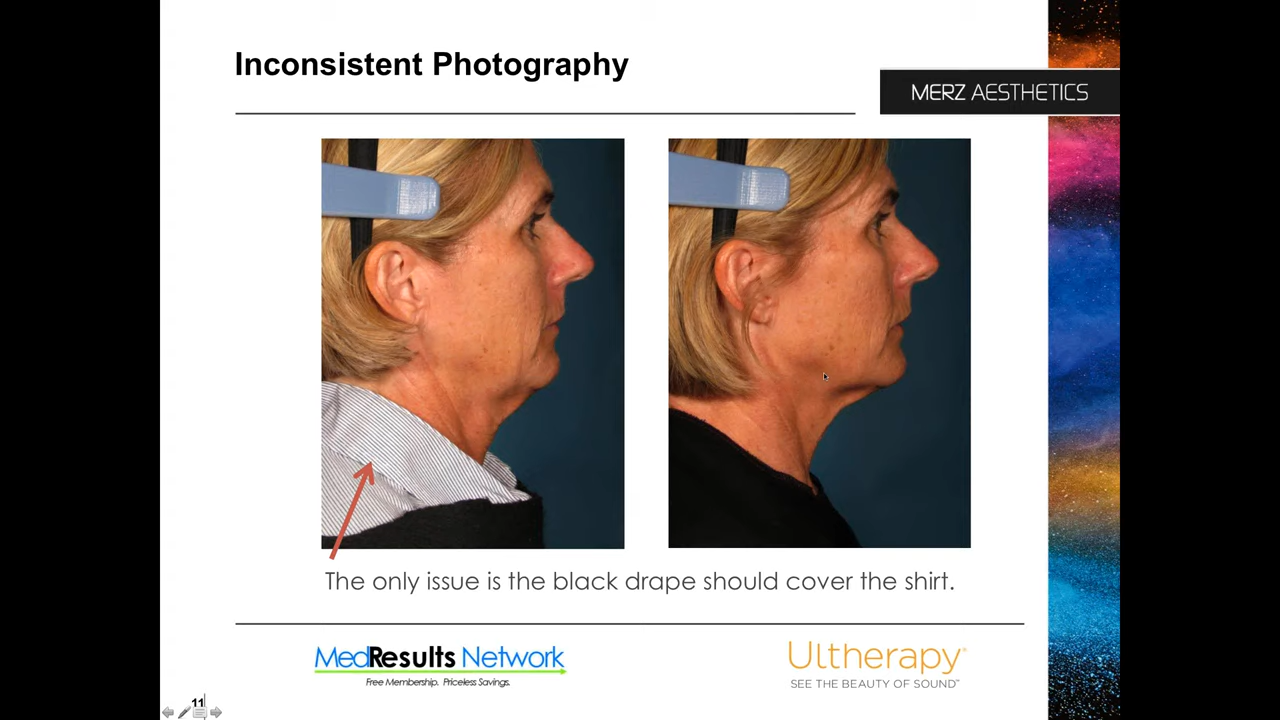 Inconsistent Photography
MERZ AESTHETICS
The only issue is the black drape should cover the shirt.
MedResults Network
Free Membership. Priceless Savings.
Ultherapy®
SEE THE BEAUTY OF SOUND™
11